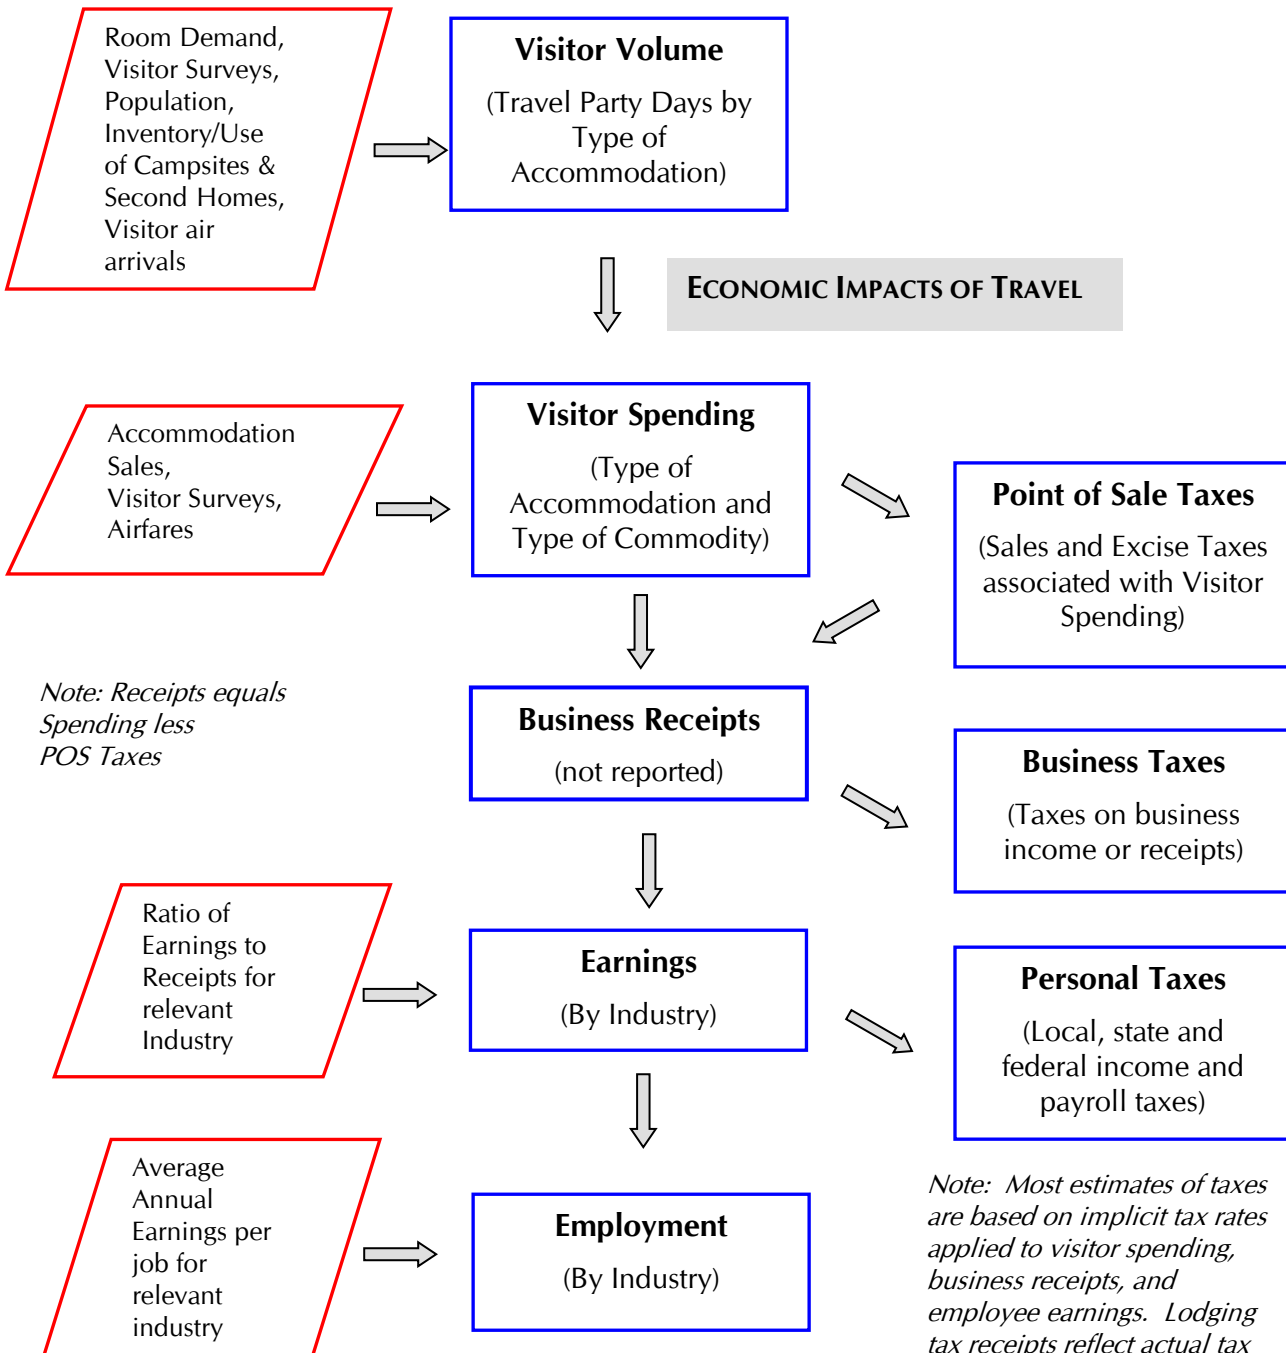 Room Demand,
Visitor Surveys,
Population,
Inventory/Use
of Campsites &
Second Homes,
Visitor air
arrivals
Visitor Volume
(Travel Party Days by
Type of
Accommodation)
ECONOMIC IMPACTS OF TRAVEL
Accommodation
Sales,
Visitor Surveys,
Airfares
Visitor Spending
(Type of
Accommodation and
Type of Commodity)
Point of Sale Taxes
(Sales and Excise Taxes
associated with Visitor
Spending)
Note: Receipts equals
Spending less
POS Taxes
Business Receipts
(not reported)
Business Taxes
(Taxes on business
income or receipts)
Ratio of
Earnings to
Receipts for
relevant
Industry
Earnings
(By Industry)
Personal Taxes
(Local, state and
federal income and
payroll taxes)
Average
Annual
Earnings per
job for
relevant
industry
Employment
(By Industry)
Note: Most estimates of taxes
are based on implicit tax rates
applied to visitor spending,
business receipts, and
employee earnings. Lodging
tax receipts reflect actual tax